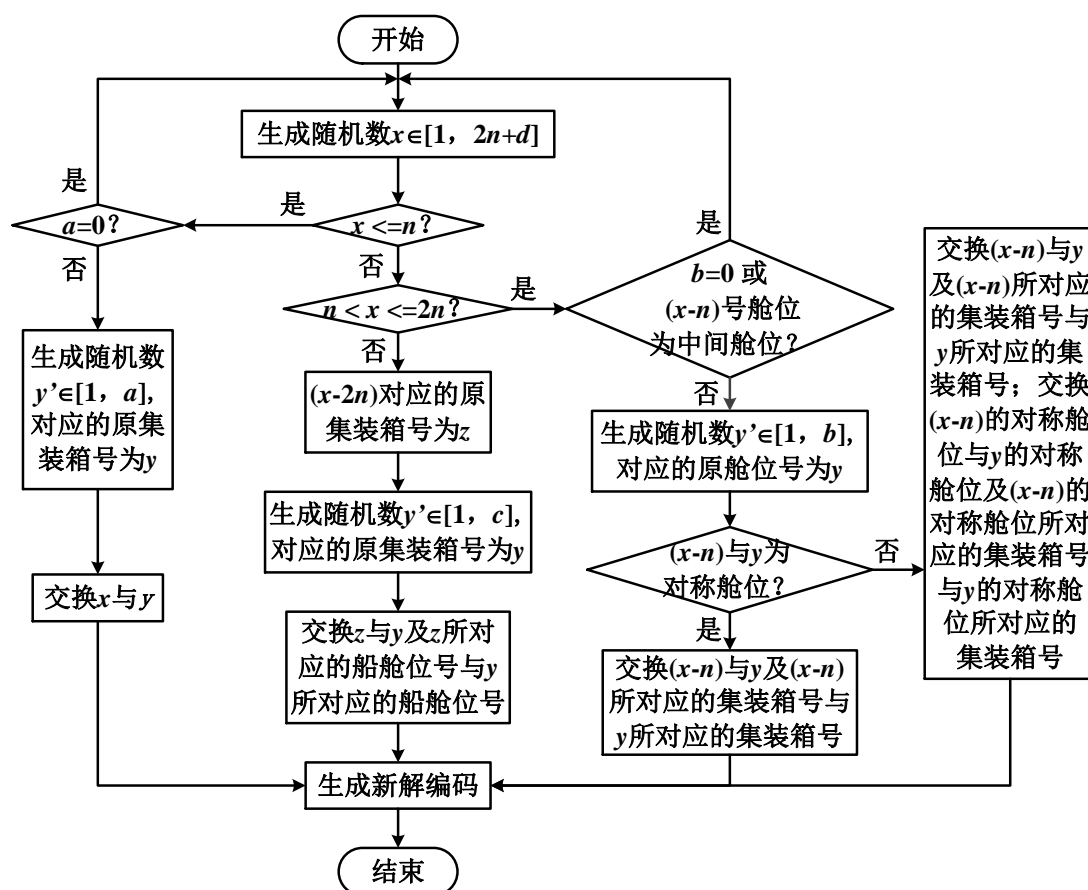 开始
生成随机数x∈[1，2n+d]
是
a=0？
是
x <=n？
否
否
n < x <=2n？
是
是
b=0 或
(x-n)号舱位
为中间舱位？
否
生成随机数
y’∈[1，a],
对应的原集
装箱号为y
(x-2n)对应的原
集装箱号为z
生成随机数y’∈[1，b],
对应的原舱位号为y
生成随机数y’∈[1，c],
对应的原集装箱号为y
(x-n)与y为
对称舱位？
否
是
交换x与y
交换z与y及z所对
应的船舱位号与y
所对应的船舱位号
交换(x-n)与y及(x-n)
所对应的集装箱号与
y所对应的集装箱号
交换(x-n)与y
及(x-n)所对应
的集装箱号与
y所对应的集
装箱号；交换
(x-n)的对称舱
位与y的对称
舱位及(x-n)的
对称舱位所对
应的集装箱号
与y的对称舱
位所对应的
集装箱号
生成新解编码
结束